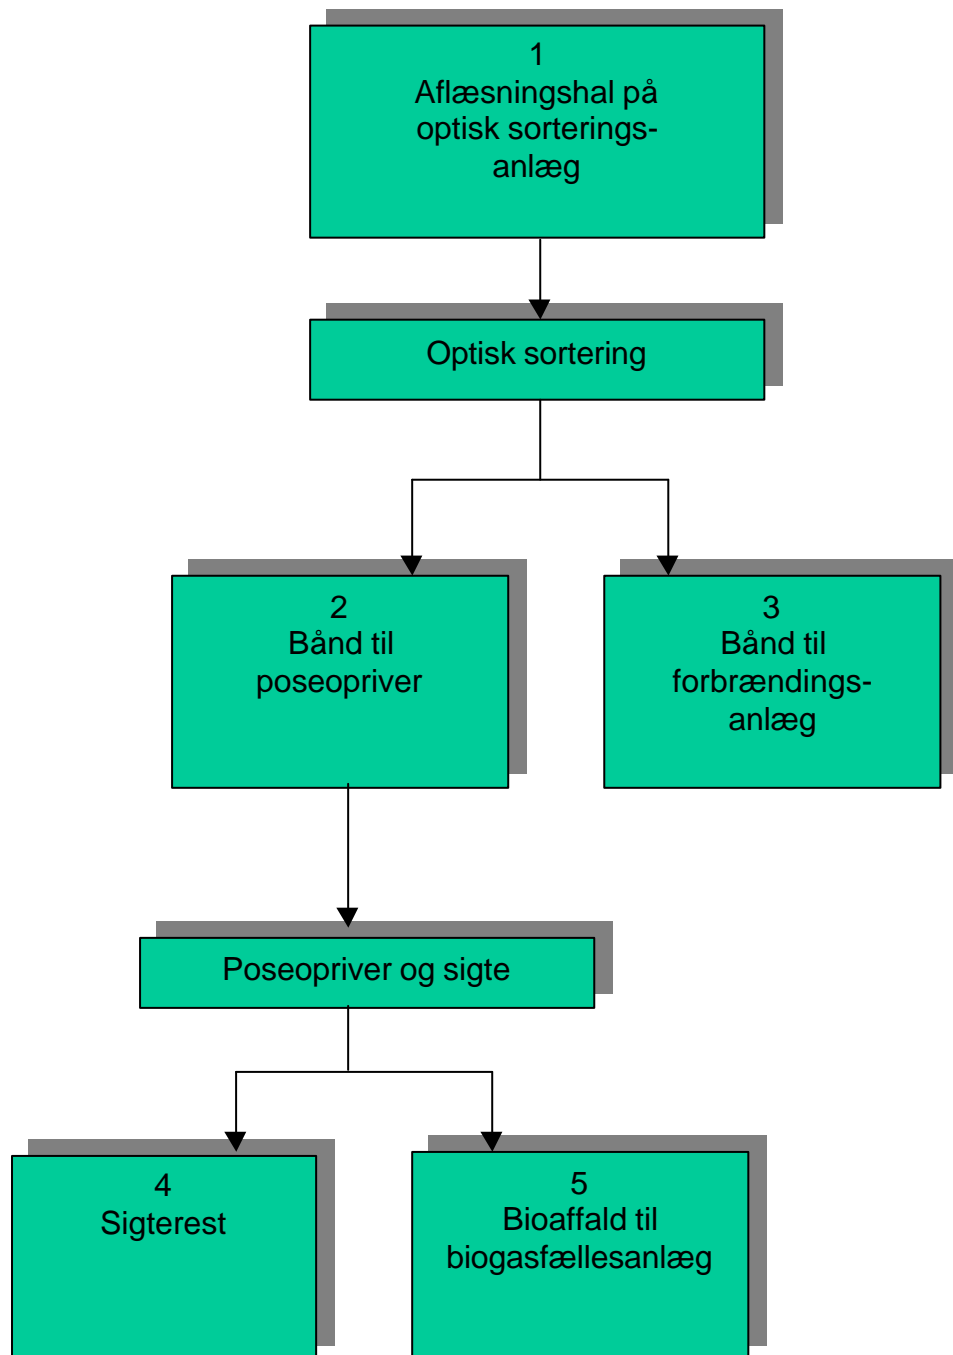 1
Aflæsningshal på
optisk sorterings-
anlæg
Optisk sortering
2
Bånd til
poseopriver
3
Bånd til
forbrændings-
anlæg
Poseopriver og sigte
4
Sigterest
5
Bioaffald til
biogasfællesanlæg